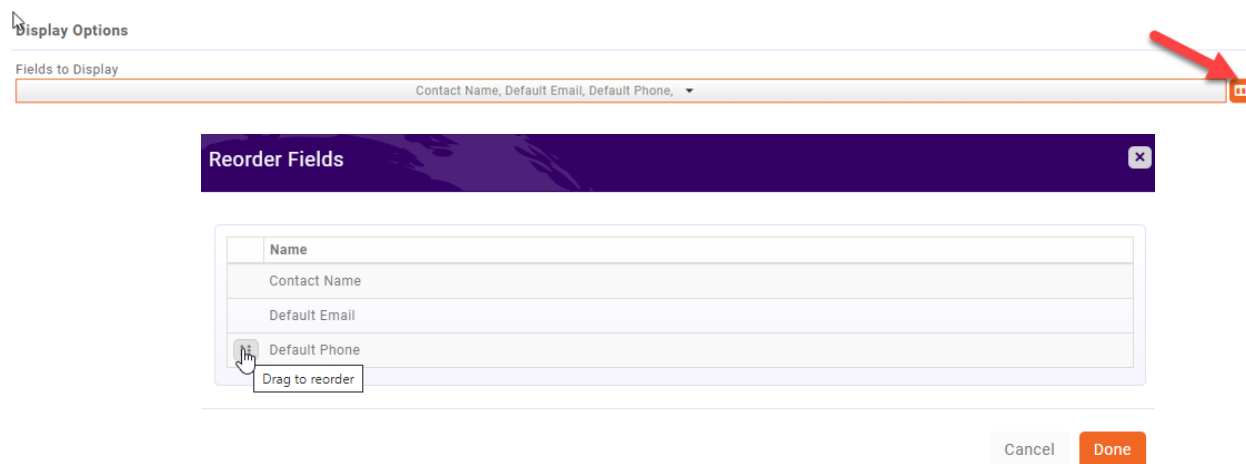 Display Options
Fields to Display
Contact Name, Default Email, Default Phone,
Reorder Fields
Name
Contact Name
Default Email
Default Phone
Drag to reorder
Cancel Done